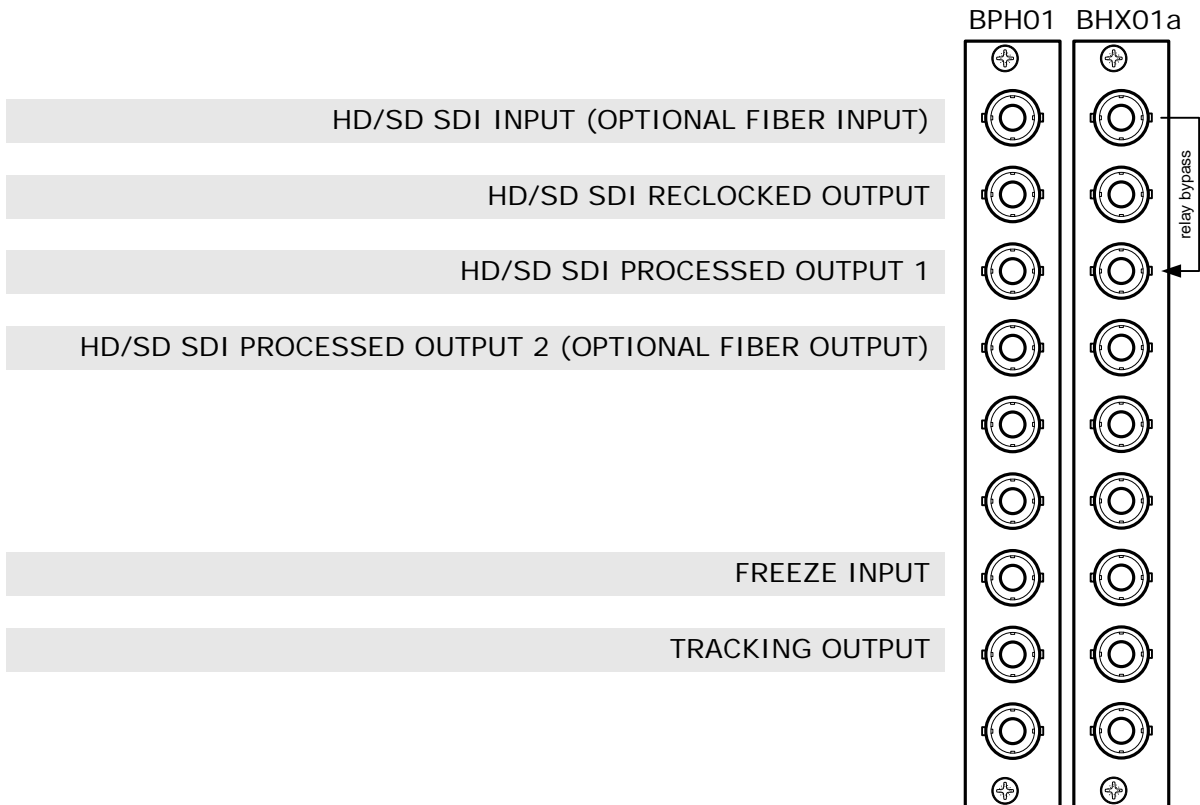 BPH01 BHX01a
HD/SD SDI INPUT (OPTIONAL FIBER INPUT)
relay bypass
HD/SD SDI RECLOCKED OUTPUT
HD/SD SDI PROCESSED OUTPUT 1
HD/SD SDI PROCESSED OUTPUT 2 (OPTIONAL FIBER OUTPUT)
FREEZE INPUT
TRACKING OUTPUT